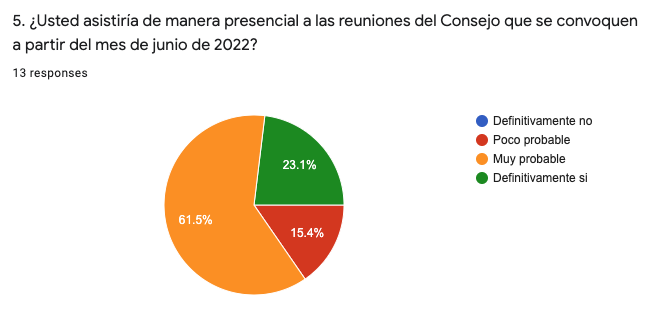 5. ¿Usted asistiría de manera presencial a las reuniones del Consejo que se convoquen
a partir del mes de junio de 2022?
13 responses
Definitivamente no
Poco probable
Muy probable
Definitivamente si
23.1%
61.5%
15.4%